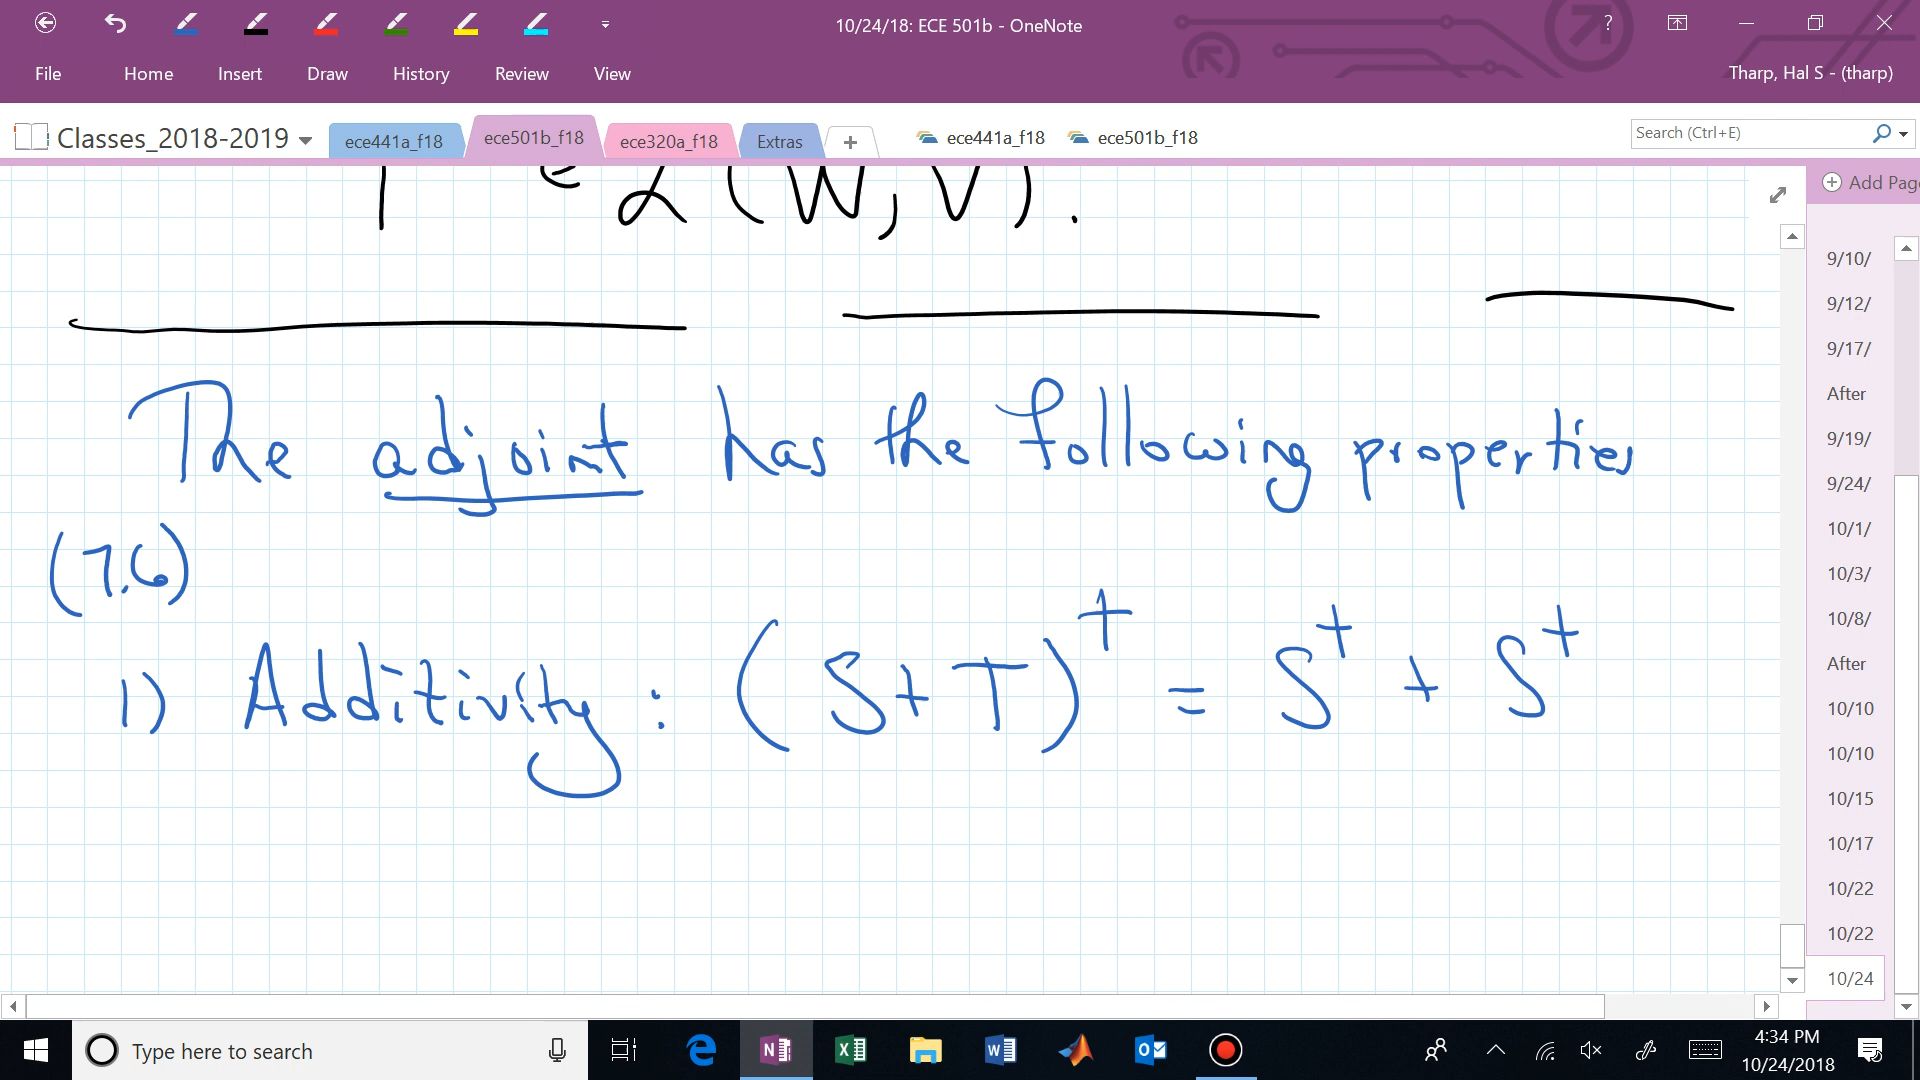 10/24/18: ECE 501b - OneNote
?
File Home Insert Draw History Review View
Tharp, Hal S - (tharp)
Classes_2018-2019 ece441a_f18 ece501b_f18 ece320a_f18 Extras ece441a_f18 ece501b_f18
Search (Ctrl+E)
Add Pag
∈ L(W,V).
The adjoint has the following properties
(7.6)
1) Additivity: (S+T)† = S† + S†
9/10/
9/12/
9/17/
After
9/19/
9/24/
10/1/
10/3/
10/8/
After
10/10
10/10
10/15
10/17
10/22
10/22
10/24
Type here to search
4:34 PM
10/24/2018